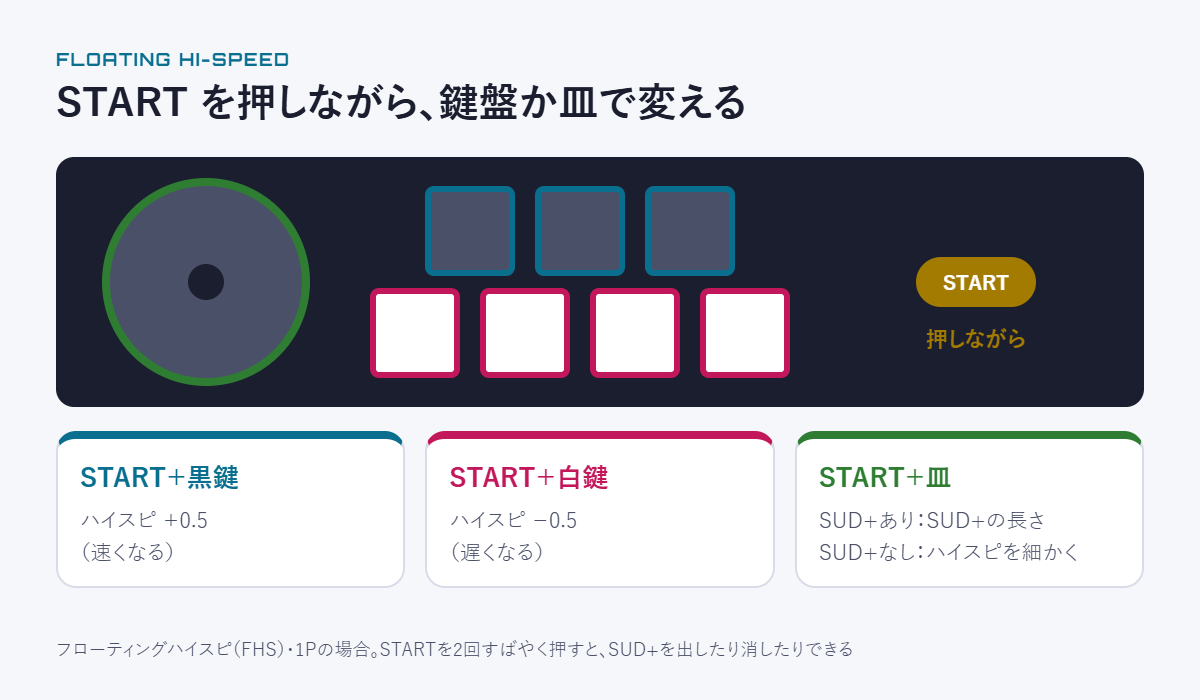 FLOATING HI-SPEED
START を押しながら、鍵盤か皿で変える
START
押しながら
START+黒鍵
ハイスピ +0.5
（速くなる）
START+白鍵
ハイスピ −0.5
（遅くなる）
START+皿
SUD+あり：SUD+の長さ
SUD+なし：ハイスピを細かく
フローティングハイスピ（FHS）・1Pの場合。STARTを2回すばやく押すと、SUD+を出したり消したりできる